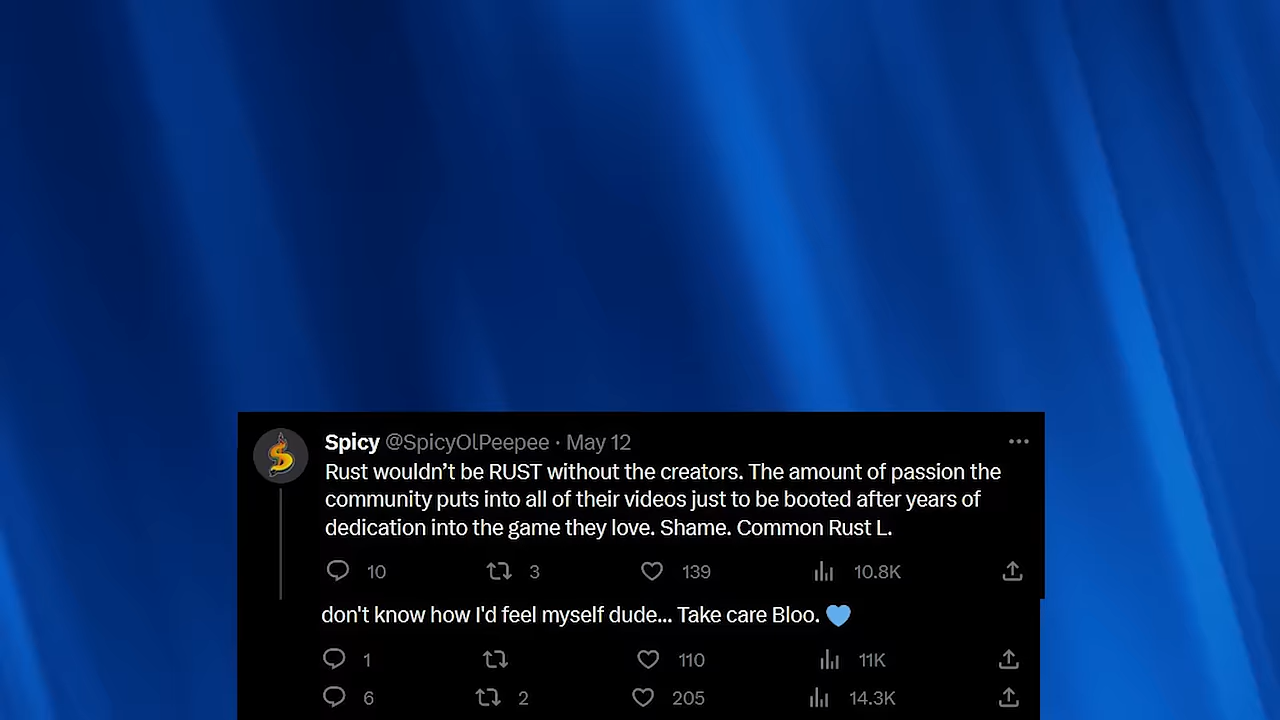 Spicy @SpicyOlPeepee · May 12
Rust wouldn't be RUST without the creators. The amount of passion the
community puts into all of their videos just to be booted after years of
dedication into the game they love. Shame. Common Rust L.
10 3 139 10.8K
don't know how I'd feel myself dude... Take care Bloo. 💙
1 110 11K
6 2 205 14.3K